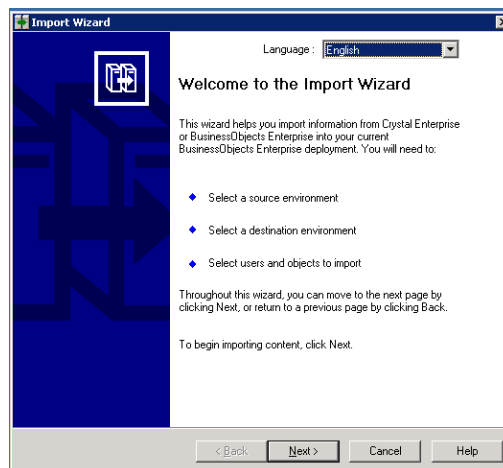 Import Wizard
Language : English
Welcome to the Import Wizard
This wizard helps you import information from Crystal Enterprise
or BusinessObjects Enterprise into your current
BusinessObjects Enterprise deployment. You will need to:
Select a source environment
Select a destination environment
Select users and objects to import
Throughout this wizard, you can move to the next page by
clicking Next, or return to a previous page by clicking Back.
To begin importing content, click Next.
< Back Next > Cancel Help